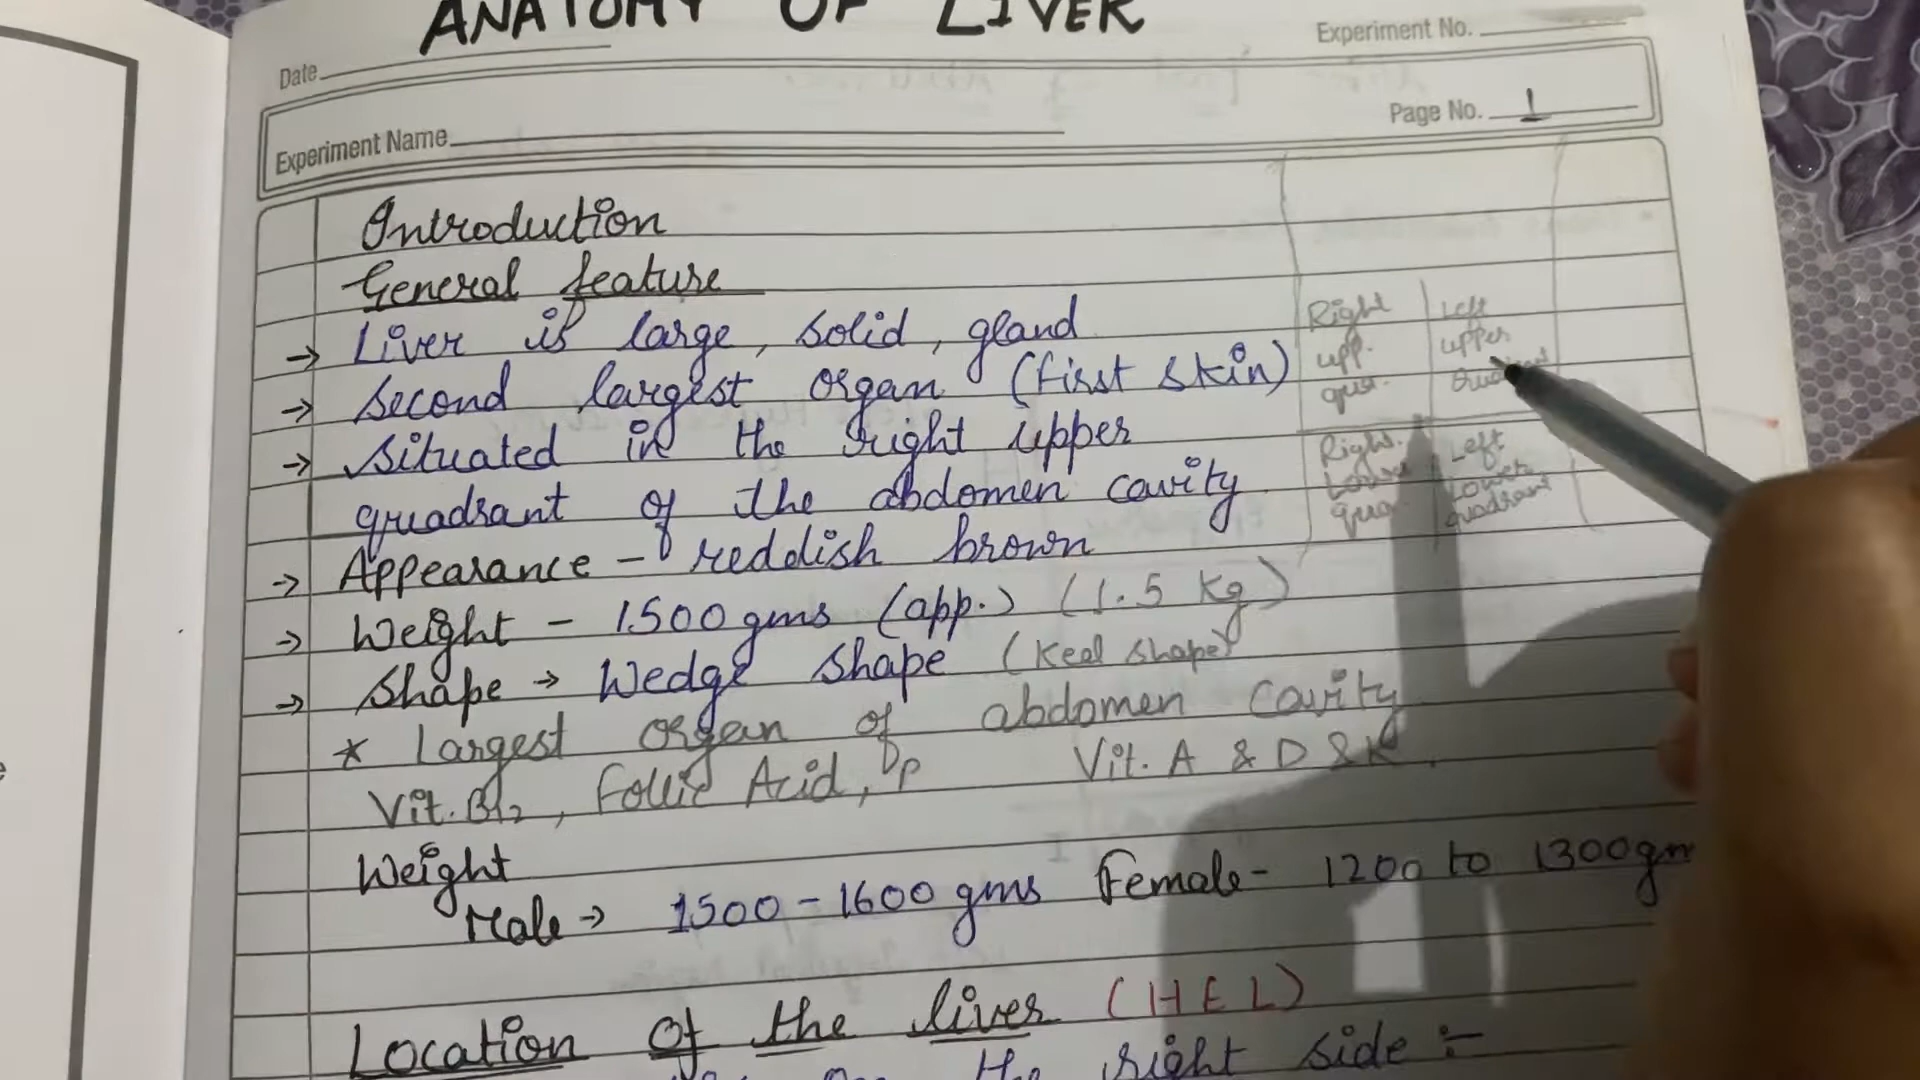 ANATOMY OF LIVER
Experiment No.
Date
Page No. 1
Experiment Name
Introduction
General feature
→ Liver is large, solid, gland
→ Second largest organ (first skin)
→ Situated in the right upper
quadrant of the abdomen cavity
→ Appearance - reddish brown
→ Weight - 1500 gms (app.) (1.5 Kg)
→ Shape → Wedge shape (Keel shape)
* Largest organ of abdomen cavity
Vit. B12, Follic Acid, Vit. A & D & K.
Weight
Male → 1500 - 1600 gms Female - 1200 to 1300gm
Location of the liver (HEL)
the right side :-
Right
upp.
qua.
Left
upper
Right.
Lower
qua.
Left
Lower
quadrant